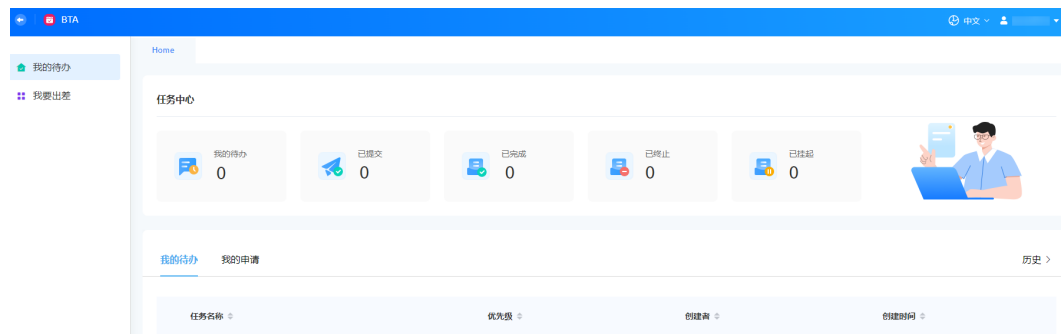 BTA
中文
Home
我的待办
我要出差
任务中心
我的待办
0
已提交
0
已完成
0
已终止
0
已挂起
0
我的待办 我的申请 历史
任务名称 优先级 创建者 创建时间